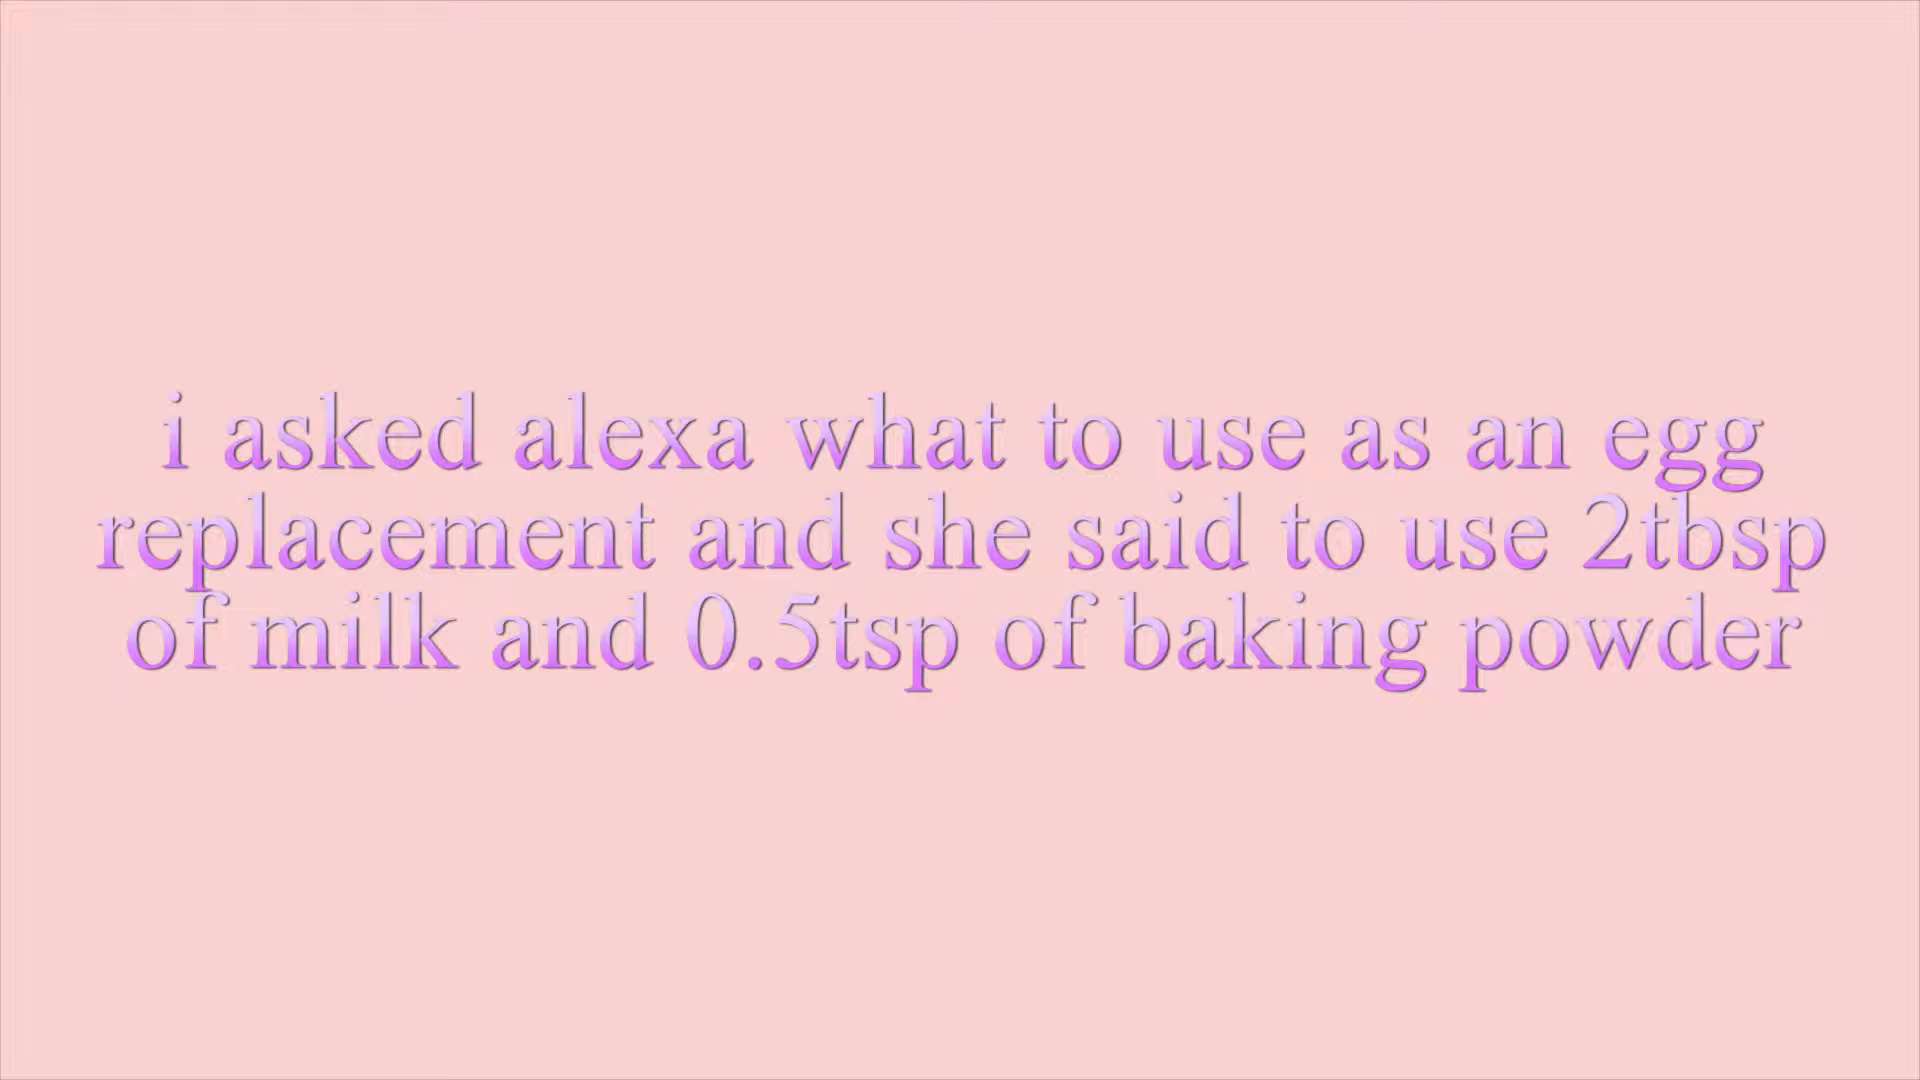 i asked alexa what to use as an egg
replacement and she said to use 2tbsp
of milk and 0.5tsp of baking powder